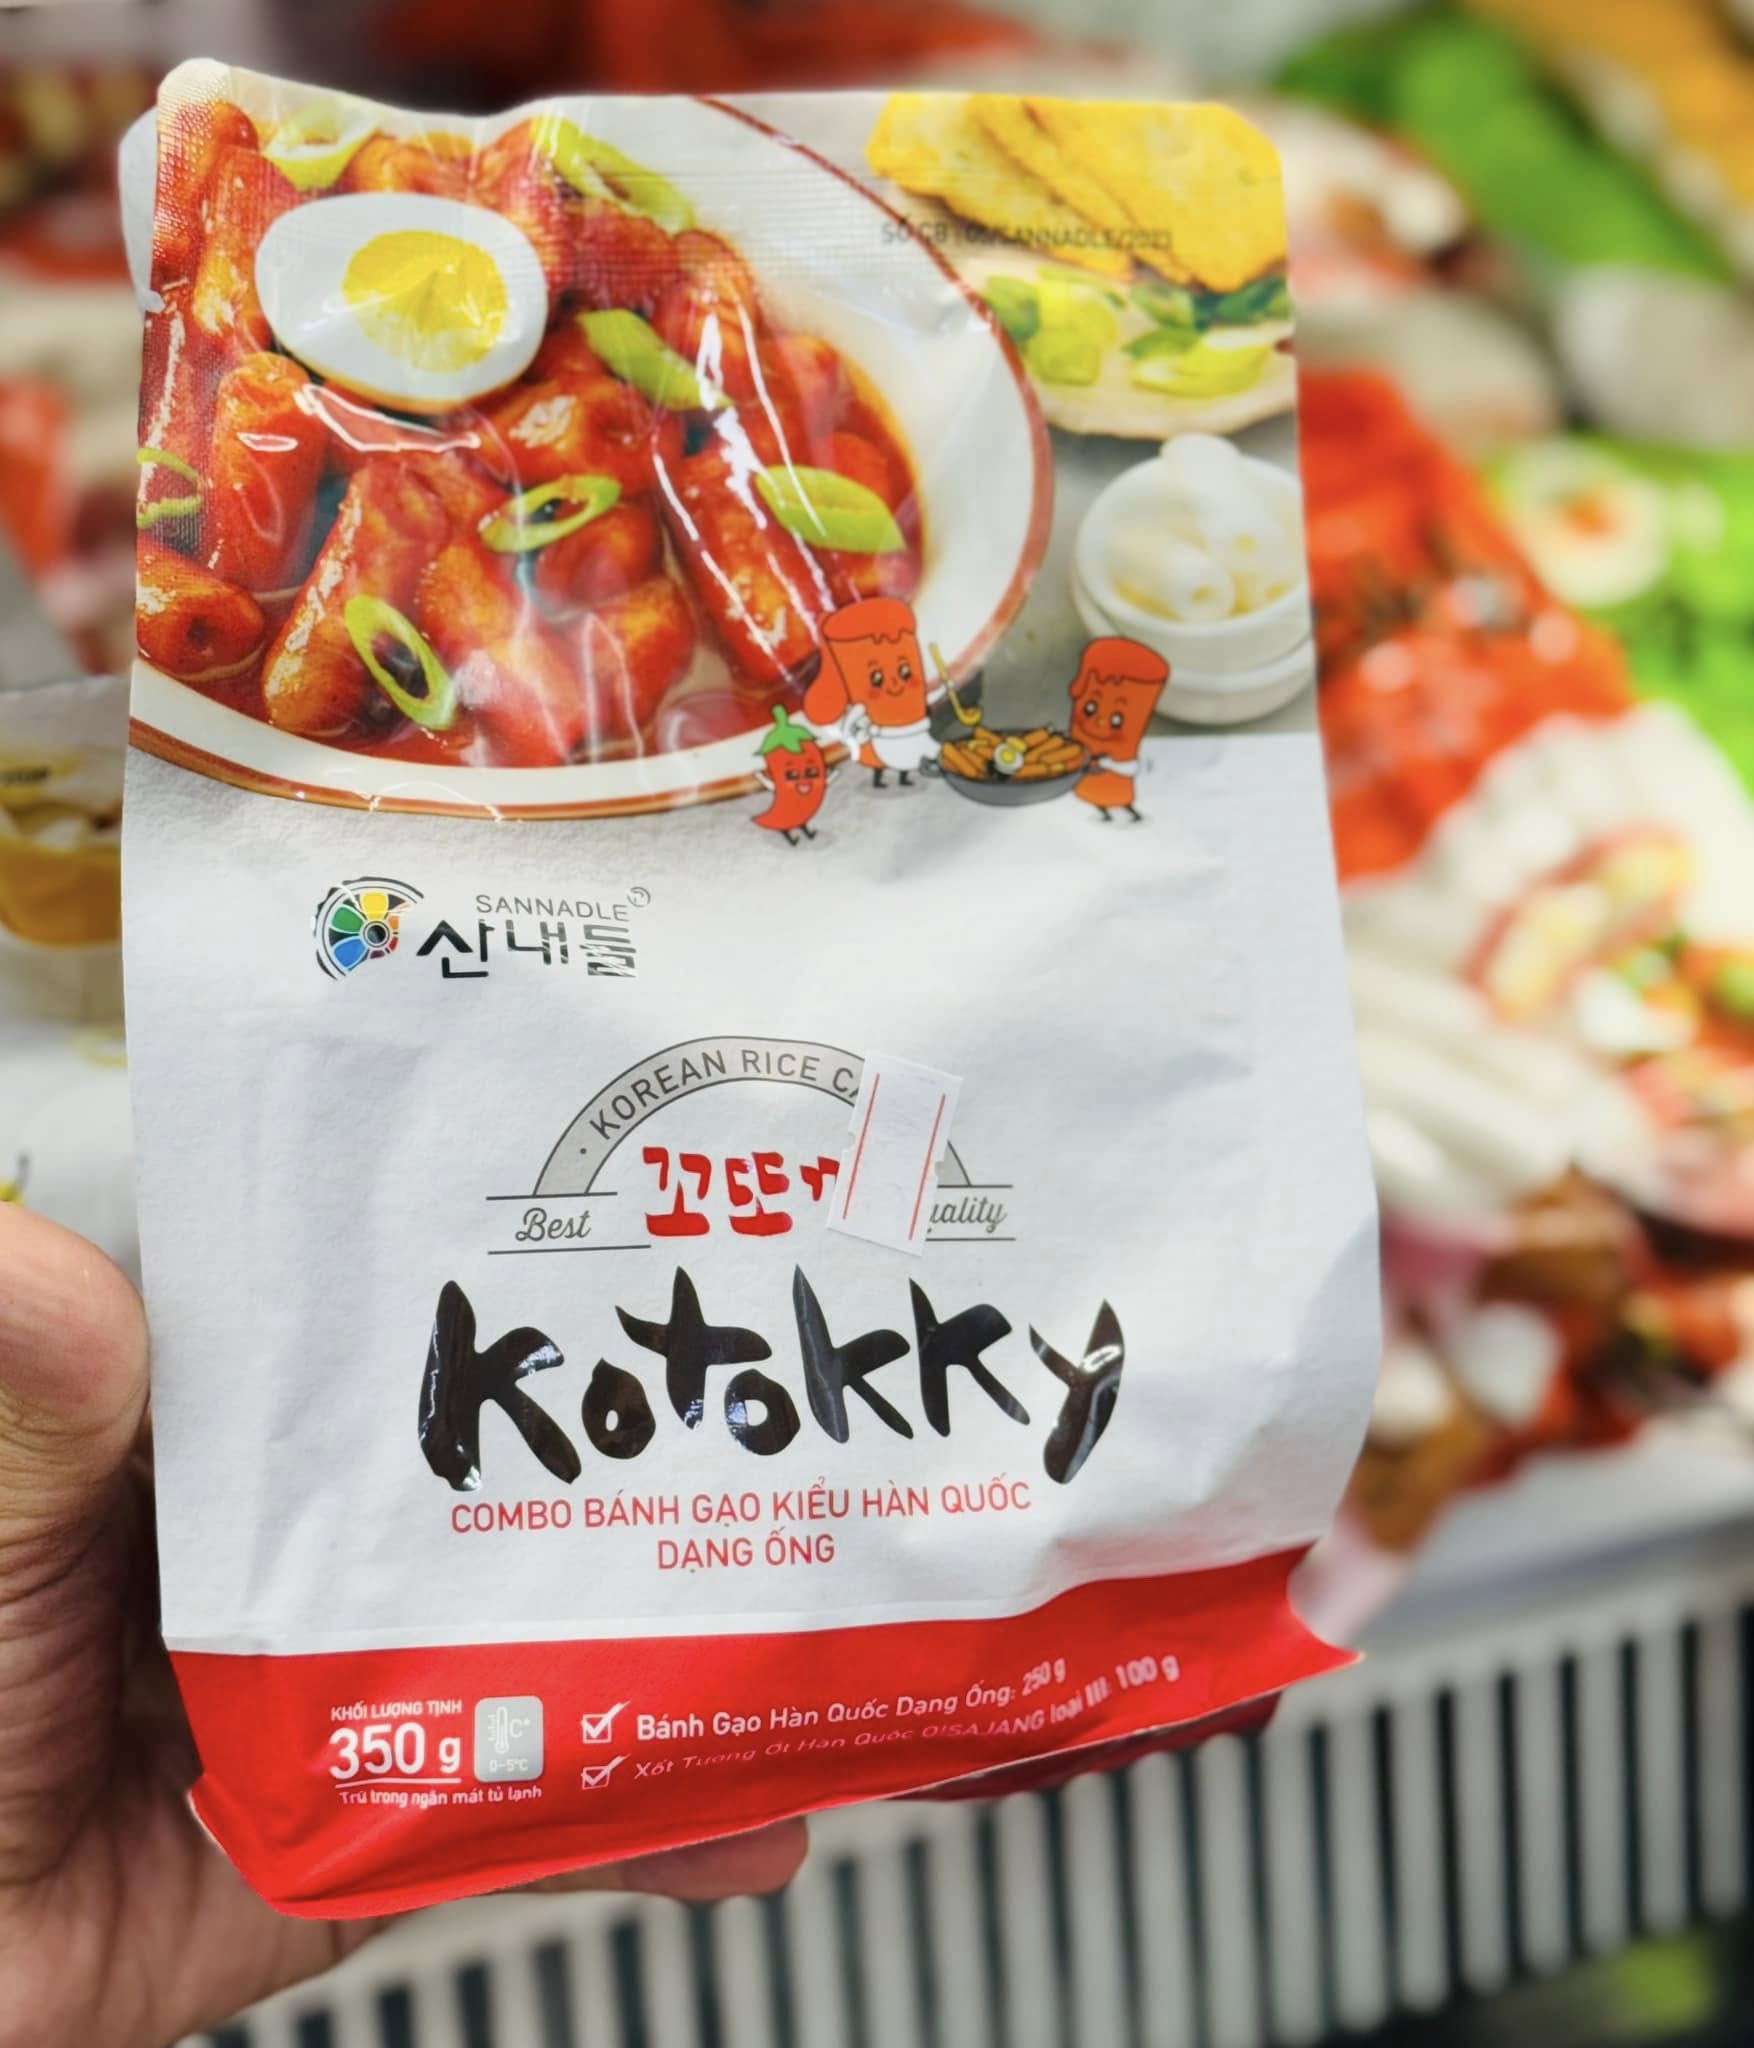 SANNADLE
산내들
KOREAN RICE
꼬또
Best
Kotokky
COMBO BÁNH GẠO KIỂU HÀN QUỐC
DẠNG ỐNG
KHỐI LƯỢNG TỊNH
350 g
C°
0-5°C
Trữ trong ngăn mát tủ lạnh
Bánh Gạo Hàn Quốc Dạng Ống: 250 g
Xốt Tương Ớt Hàn Quốc O!SAJANG loại III: 100 g